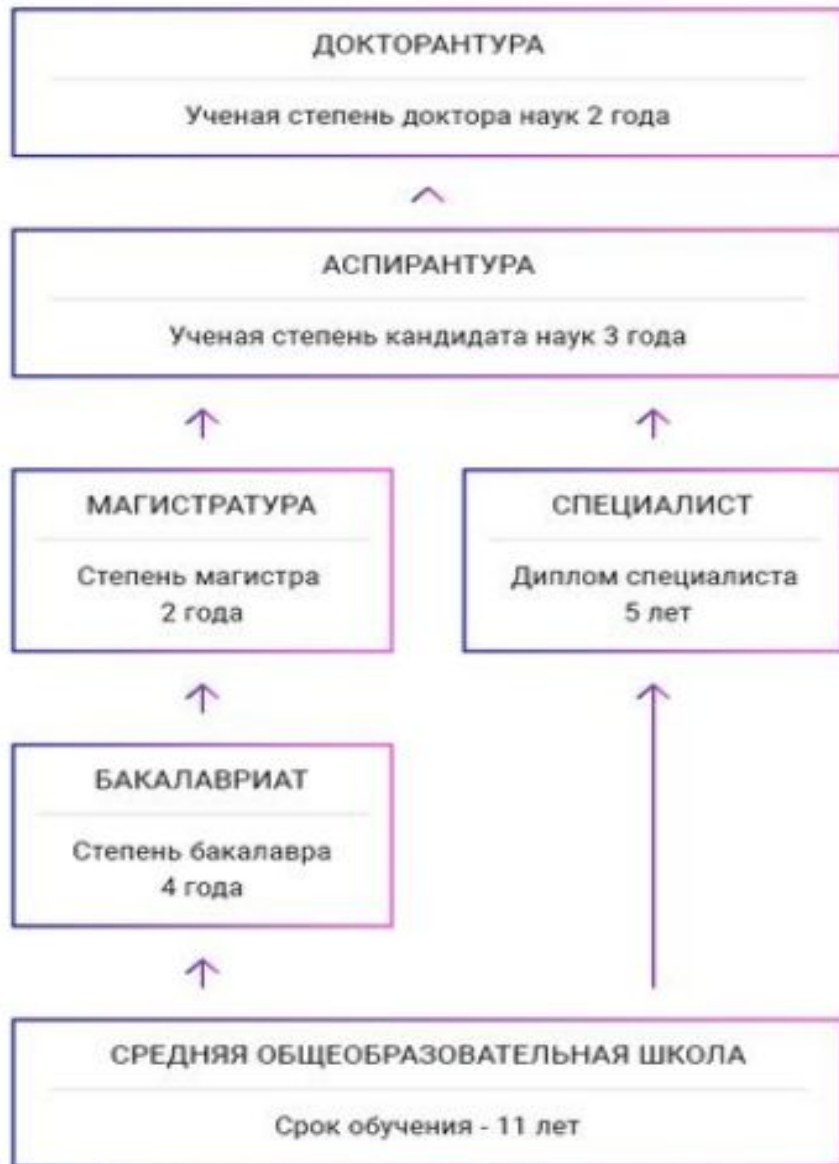 ДОКТОРАНТУРА
Ученая степень доктора наук 2 года
АСПИРАНТУРА
Ученая степень кандидата наук 3 года
МАГИСТРАТУРА
Степень магистра
2 года
СПЕЦИАЛИСТ
Диплом специалиста
5 лет
БАКАЛАВРИАТ
Степень бакалавра
4 года
СРЕДНЯЯ ОБЩЕОБРАЗОВАТЕЛЬНАЯ ШКОЛА
Срок обучения - 11 лет